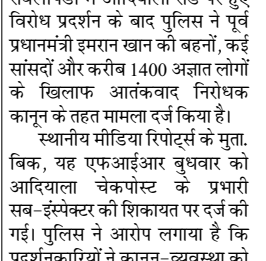 विरोध प्रदर्शन के बाद पुलिस ने पूर्व
प्रधानमंत्री इमरान खान की बहनों, कई
सांसदों और करीब 1400 अज्ञात लोगों
के खिलाफ आतंकवाद निरोधक
कानून के तहत मामला दर्ज किया है।
स्थानीय मीडिया रिपोर्ट्स के मुता.
बिक, यह एफआईआर बुधवार को
आदियाला चेकपोस्ट के प्रभारी
सब-इंस्पेक्टर की शिकायत पर दर्ज की
गई। पुलिस ने आरोप लगाया है कि
प्रदर्शनकारियों ने कानून-व्यवस्था को